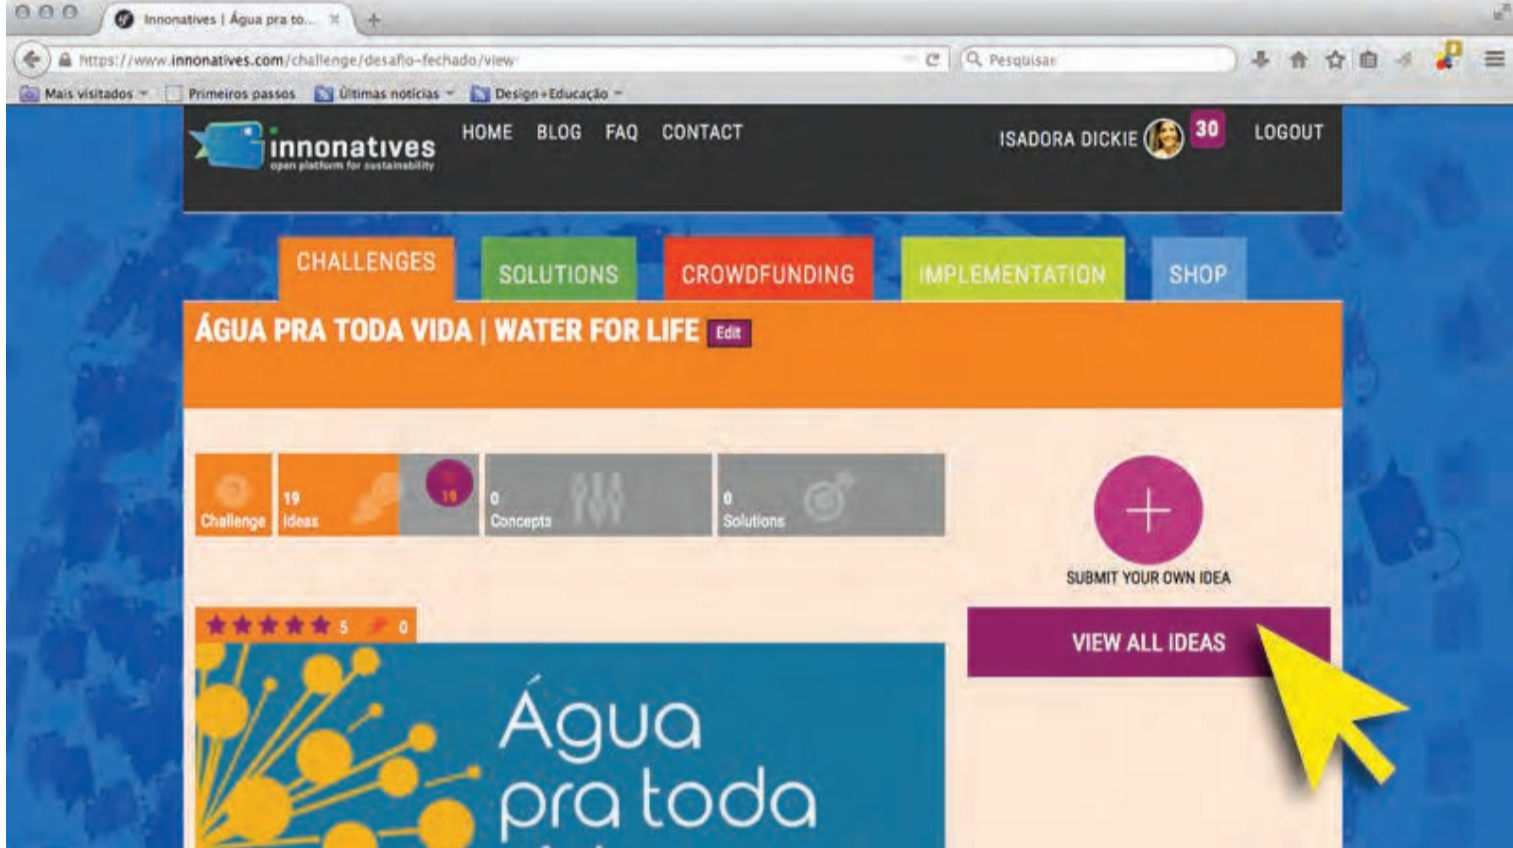 Innonatives | Água pra to...
https://www.innonatives.com/challenge/desafio-fechado/view
Pesquisar
Mais visitados
Primeiros passos
Últimas notícias
Design+Educação
innonatives
open platform for sustainability
HOME BLOG FAQ CONTACT
ISADORA DICKIE 30 LOGOUT
CHALLENGES SOLUTIONS CROWDFUNDING IMPLEMENTATION SHOP
ÁGUA PRA TODA VIDA | WATER FOR LIFE Edit
Challenge
19
Ideas
0
Concepts
0
Solutions
SUBMIT YOUR OWN IDEA
5 0
VIEW ALL IDEAS
Água
pra toda